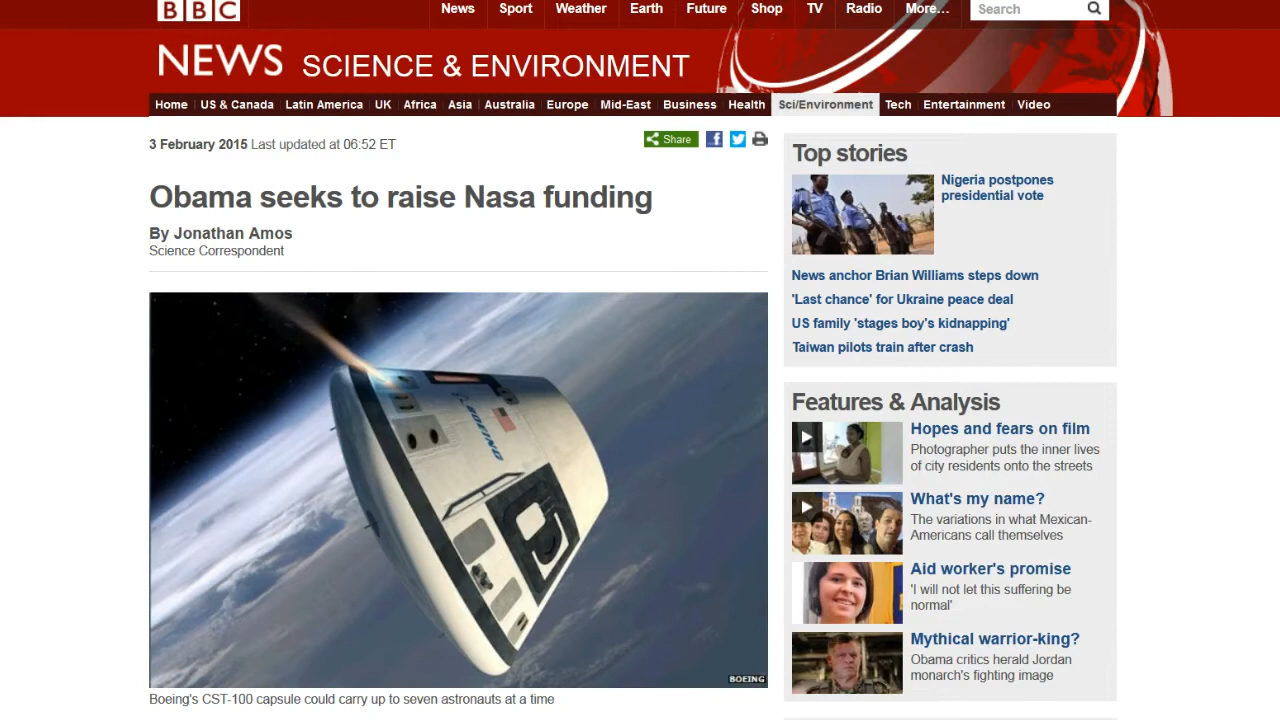 BBC
News Sport Weather Earth Future Shop TV Radio More... Search
NEWS SCIENCE & ENVIRONMENT
Home US & Canada Latin America UK Africa Asia Australia Europe Mid-East Business Health Sci/Environment Tech Entertainment Video
3 February 2015 Last updated at 06:52 ET
Share
Obama seeks to raise Nasa funding
By Jonathan Amos
Science Correspondent
BOEING
BOEING
Boeing's CST-100 capsule could carry up to seven astronauts at a time
Top stories
Nigeria postpones
presidential vote
News anchor Brian Williams steps down
'Last chance' for Ukraine peace deal
US family 'stages boy's kidnapping'
Taiwan pilots train after crash
Features & Analysis
Hopes and fears on film
Photographer puts the inner lives
of city residents onto the streets
What's my name?
The variations in what Mexican-
Americans call themselves
Aid worker's promise
'I will not let this suffering be
normal'
Mythical warrior-king?
Obama critics herald Jordan
monarch's fighting image